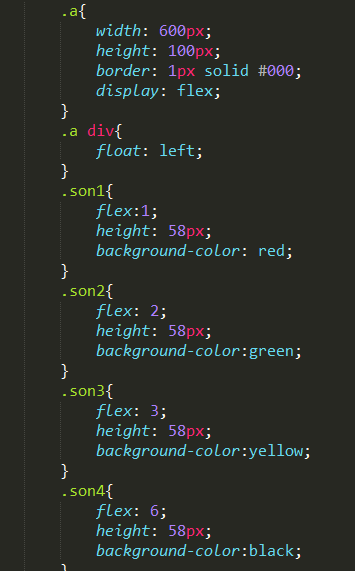 .a{
width: 600px;
height: 100px;
border: 1px solid #000;
display: flex;
}
.a div{
float: left;
}
.son1{
flex:1;
height: 58px;
background-color: red;
}
.son2{
flex: 2;
height: 58px;
background-color:green;
}
.son3{
flex: 3;
height: 58px;
background-color:yellow;
}
.son4{
flex: 6;
height: 58px;
background-color:black;
}